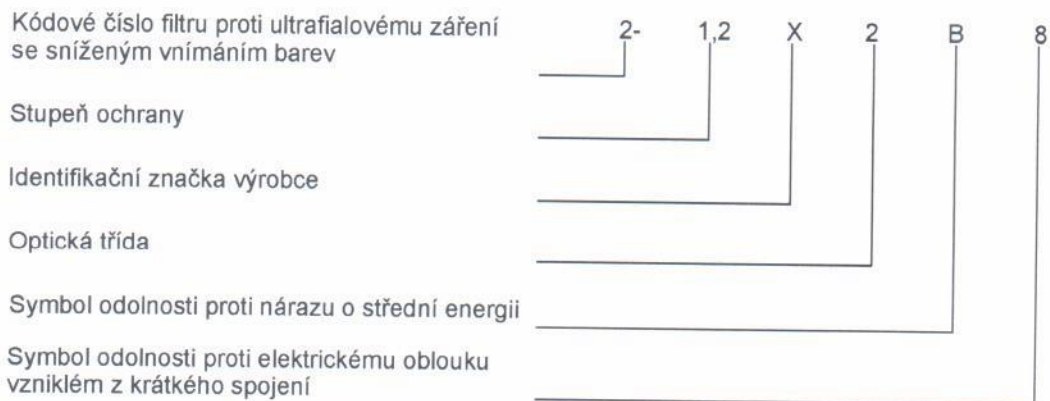 Kódové číslo filtru proti ultrafialovému záření
se sníženým vnímáním barev
2- 1,2 X 2 B 8
Stupeň ochrany
Identifikační značka výrobce
Optická třída
Symbol odolnosti proti nárazu o střední energii
Symbol odolnosti proti elektrickému oblouku
vzniklém z krátkého spojení